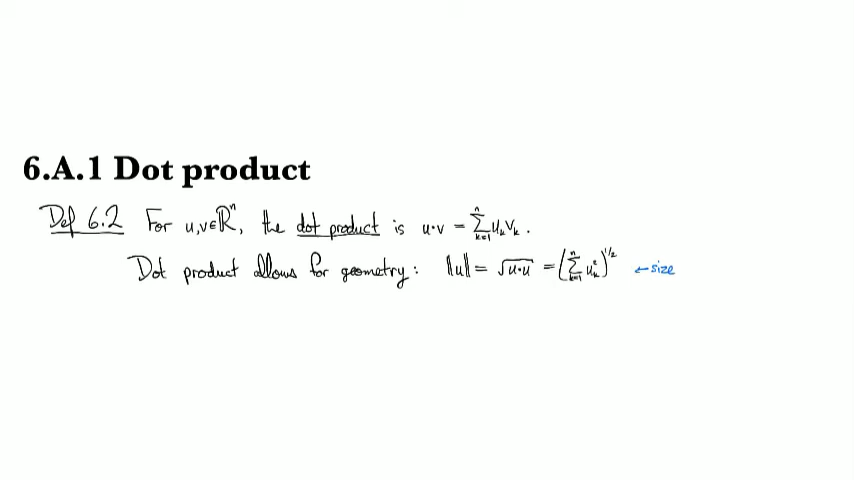 6.A.1 Dot product
Def 6.2 For u,v∈ℝⁿ, the dot product is u·v = ∑ₖ₌₁ⁿ uₖvₖ.
Dot product allows for geometry: ‖u‖ = √(u·u) = (∑ₖ₌₁ⁿ uₖ²)^{1/2} ←size